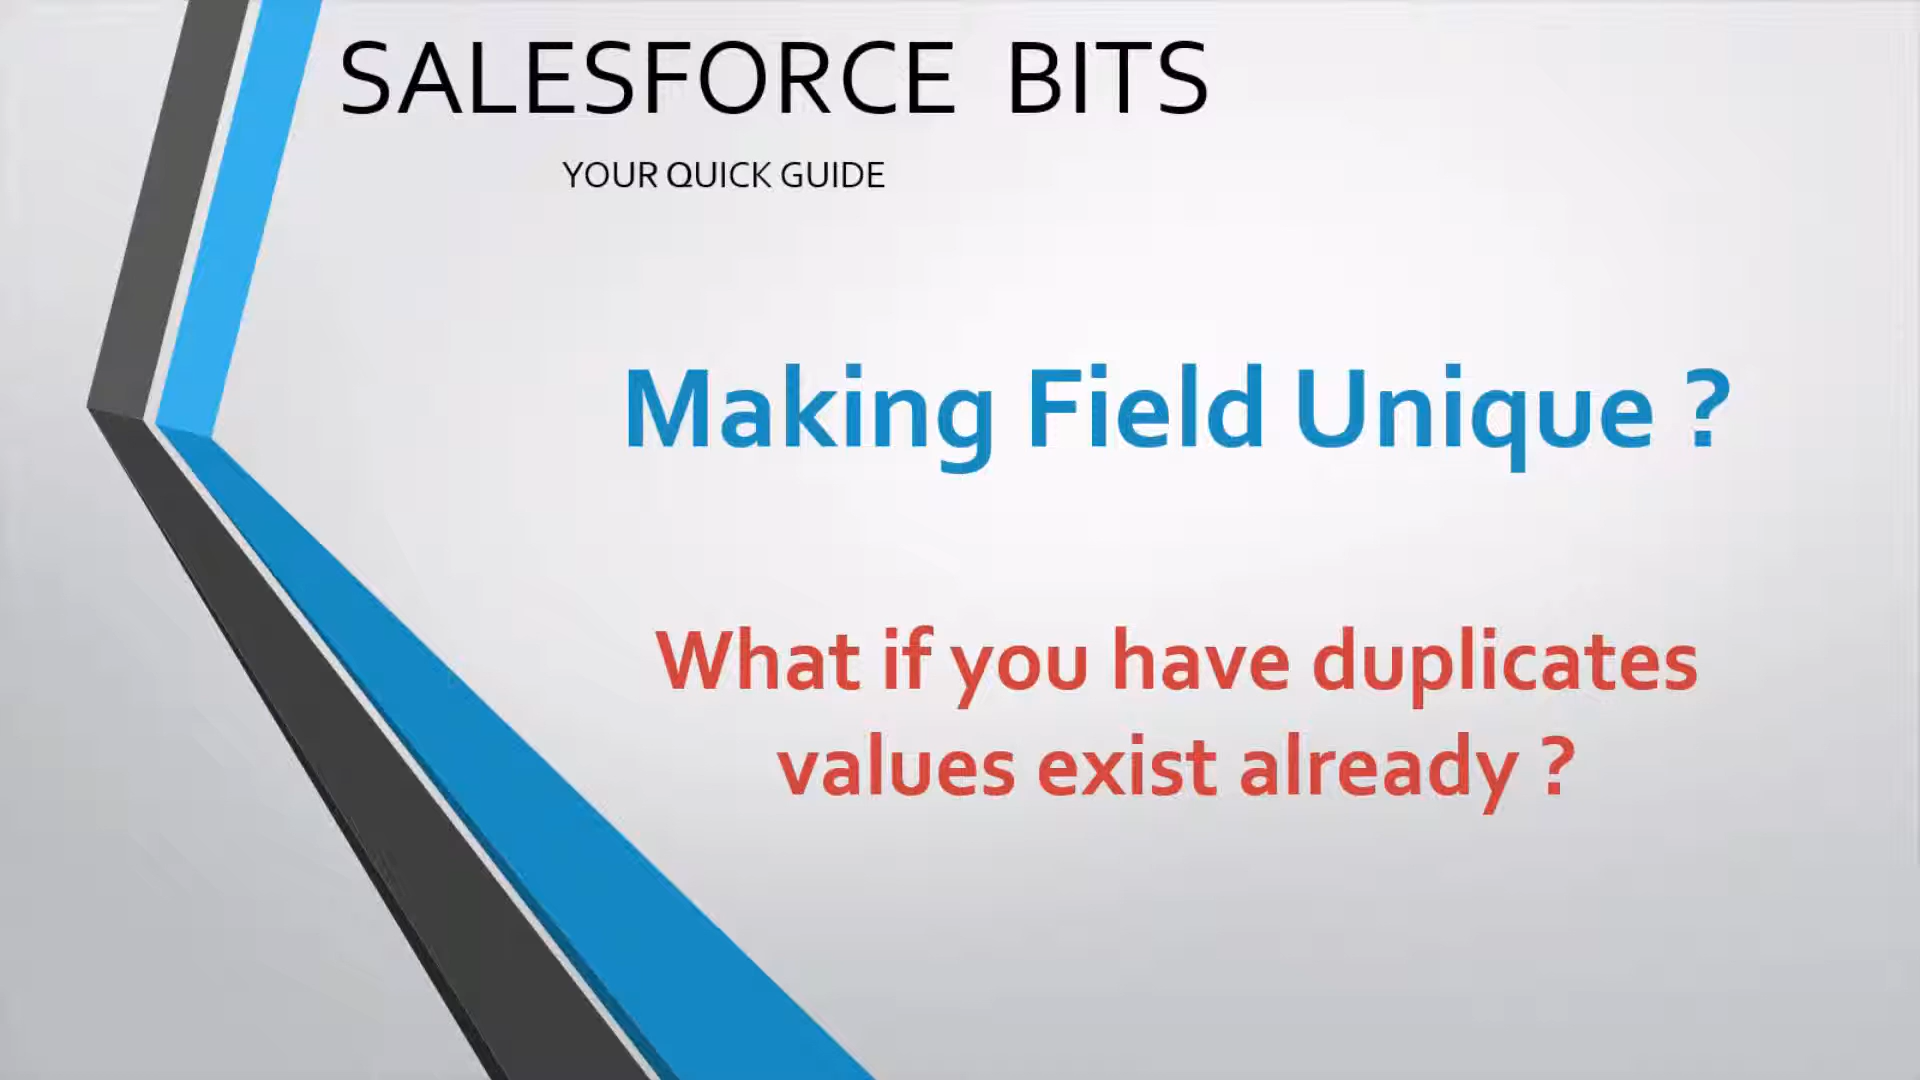 SALESFORCE BITS
YOUR QUICK GUIDE
Making Field Unique ?
What if you have duplicates
values exist already ?